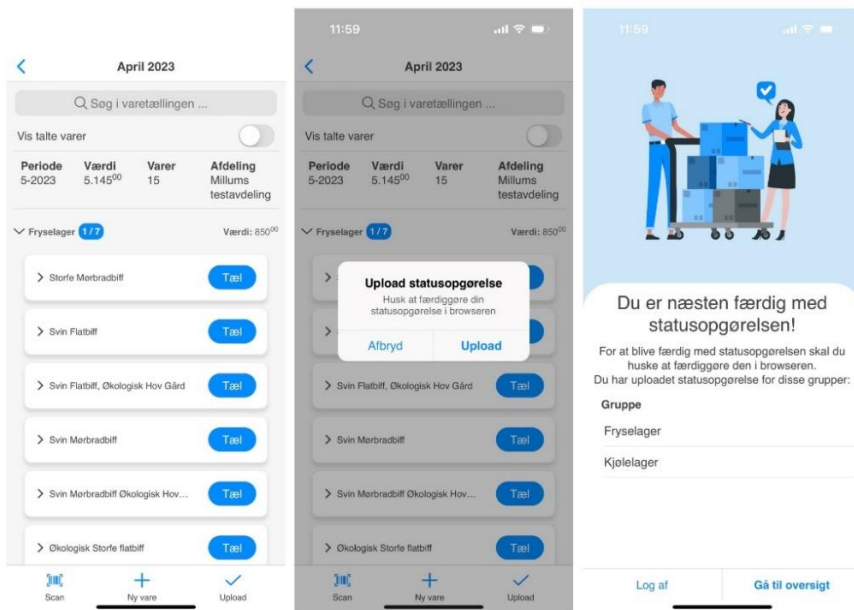 April 2023
Søg i varetællingen ...
Vis talte varer
Periode Værdi Varer Afdeling
5-2023 5.145⁰⁰ 15 Millums
testavdeling
Fryselager 1/7 Værdi: 850⁰⁰
Storfe Mørbradbiff Tæl
Svin Flatbiff Tæl
Svin Flatbiff, Økologisk Hov Gård Tæl
Svin Mørbradbiff Tæl
Svin Mørbradbiff Økologisk Hov... Tæl
Økologisk Storfe flatbiff Tæl
Scan Ny vare Upload
11:59
April 2023
Søg i varetællingen ...
Vis talte varer
Periode Værdi Varer Afdeling
5-2023 5.145⁰⁰ 15 Millums
testavdeling
Fryselager 1/7 Værdi: 850⁰⁰
Upload statusopgørelse
Husk at færdiggøre din
statusopgørelse i browseren
Afbryd Upload
Svin Flatbiff, Økologisk Hov Gård Tæl
Svin Mørbradbiff Tæl
Svin Mørbradbiff Økologisk Hov... Tæl
Økologisk Storfe flatbiff Tæl
Scan Ny vare Upload
11:59
Du er næsten færdig med
statusopgørelsen!
For at blive færdig med statusopgørelsen skal du
huske at færdiggøre den i browseren.
Du har uploadet statusopgørelse for disse grupper:
Gruppe
Fryselager
Kjølelager
Log af Gå til oversigt